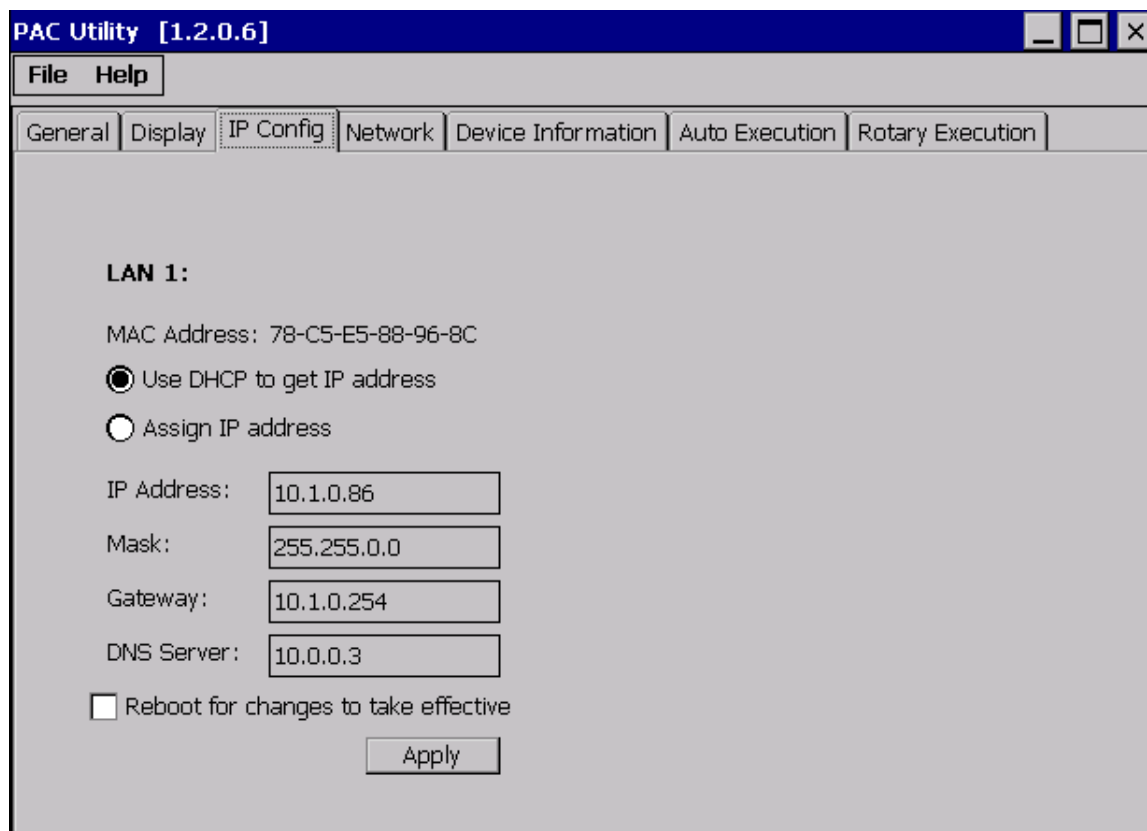 PAC Utility [1.2.0.6]
File Help
General Display IP Config Network Device Information Auto Execution Rotary Execution
LAN 1:
MAC Address: 78-C5-E5-88-96-8C
Use DHCP to get IP address
Assign IP address
IP Address: 10.1.0.86
Mask: 255.255.0.0
Gateway: 10.1.0.254
DNS Server: 10.0.0.3
Reboot for changes to take effective
Apply